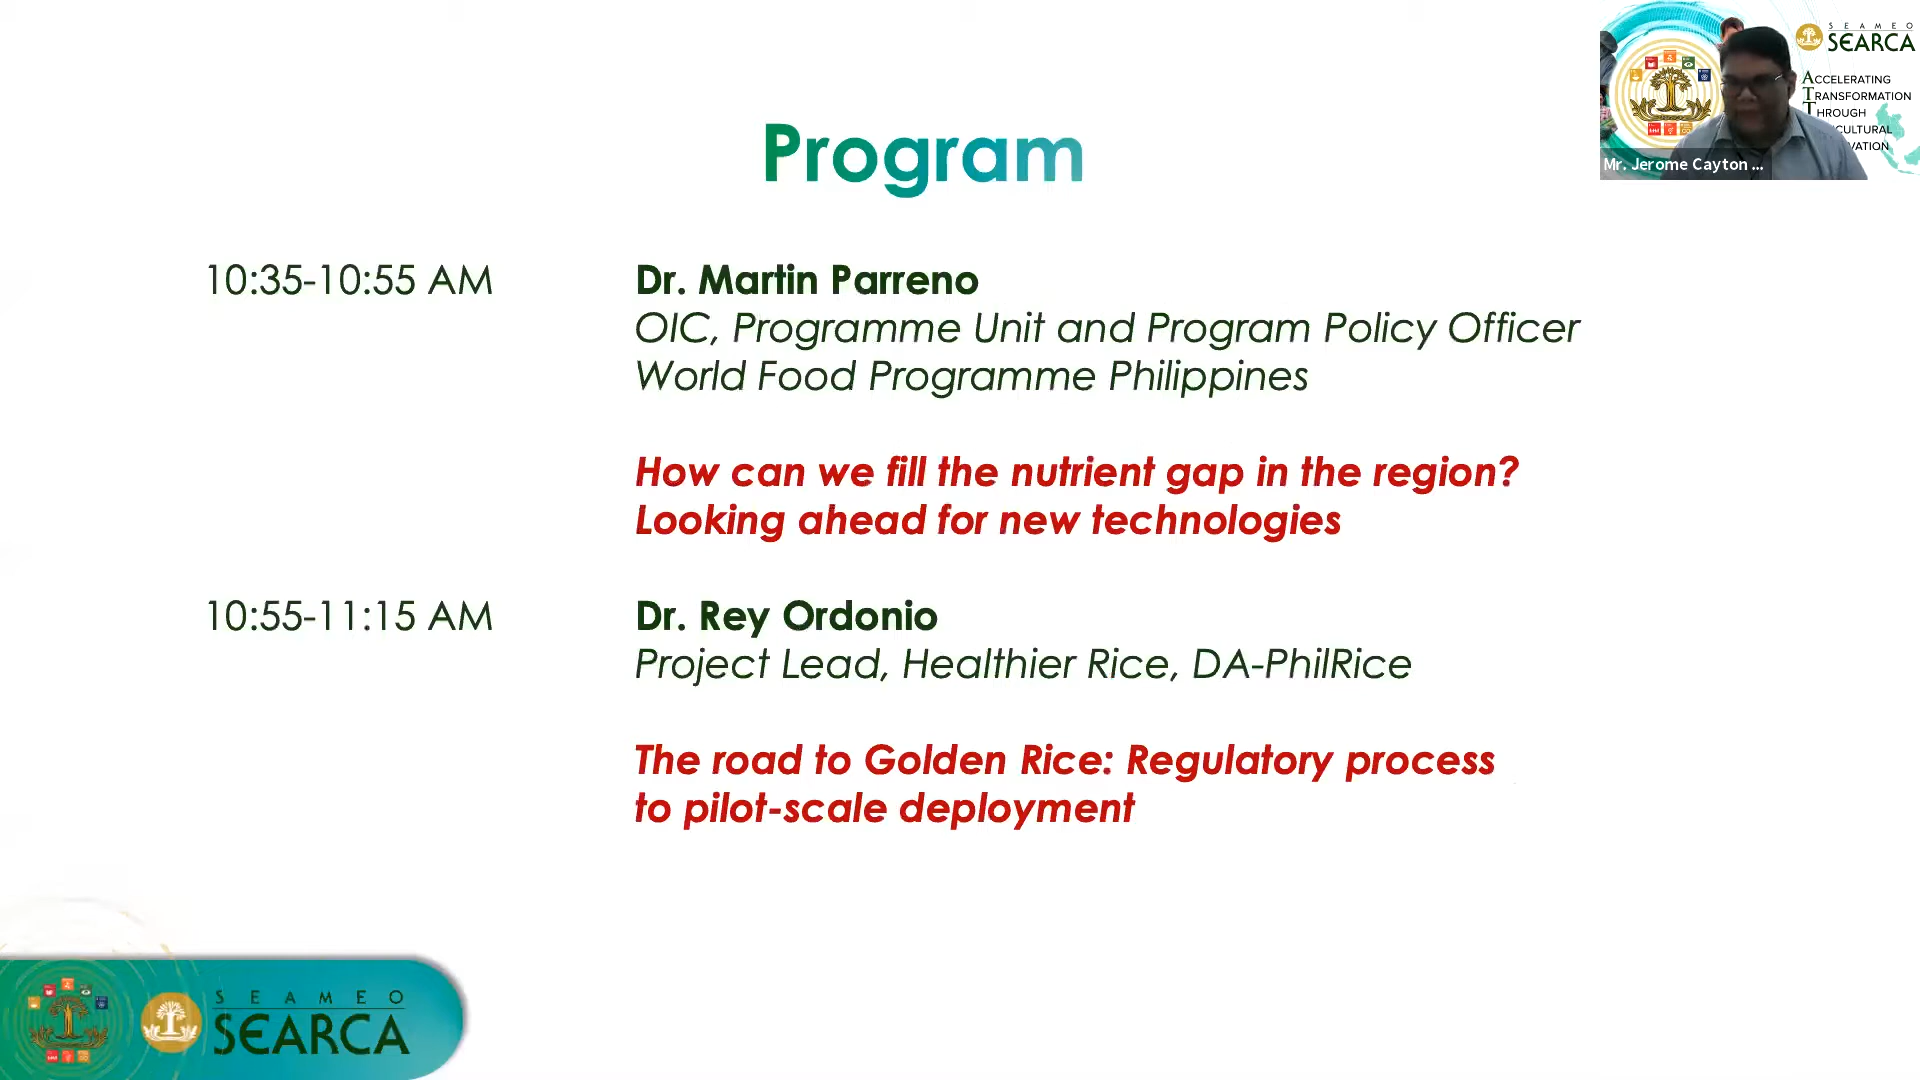 Program
10:35-10:55 AM
Dr. Martin Parreno
OIC, Programme Unit and Program Policy Officer
World Food Programme Philippines
How can we fill the nutrient gap in the region?
Looking ahead for new technologies
10:55-11:15 AM
Dr. Rey Ordonio
Project Lead, Healthier Rice, DA-PhilRice
The road to Golden Rice: Regulatory process
to pilot-scale deployment
SEAMEO
SEARCA
ACCELERATING
TRANSFORMATION
THROUGH
CULTURAL
VATION
Mr. Jerome Cayton ...
SEAMEO
SEARCA